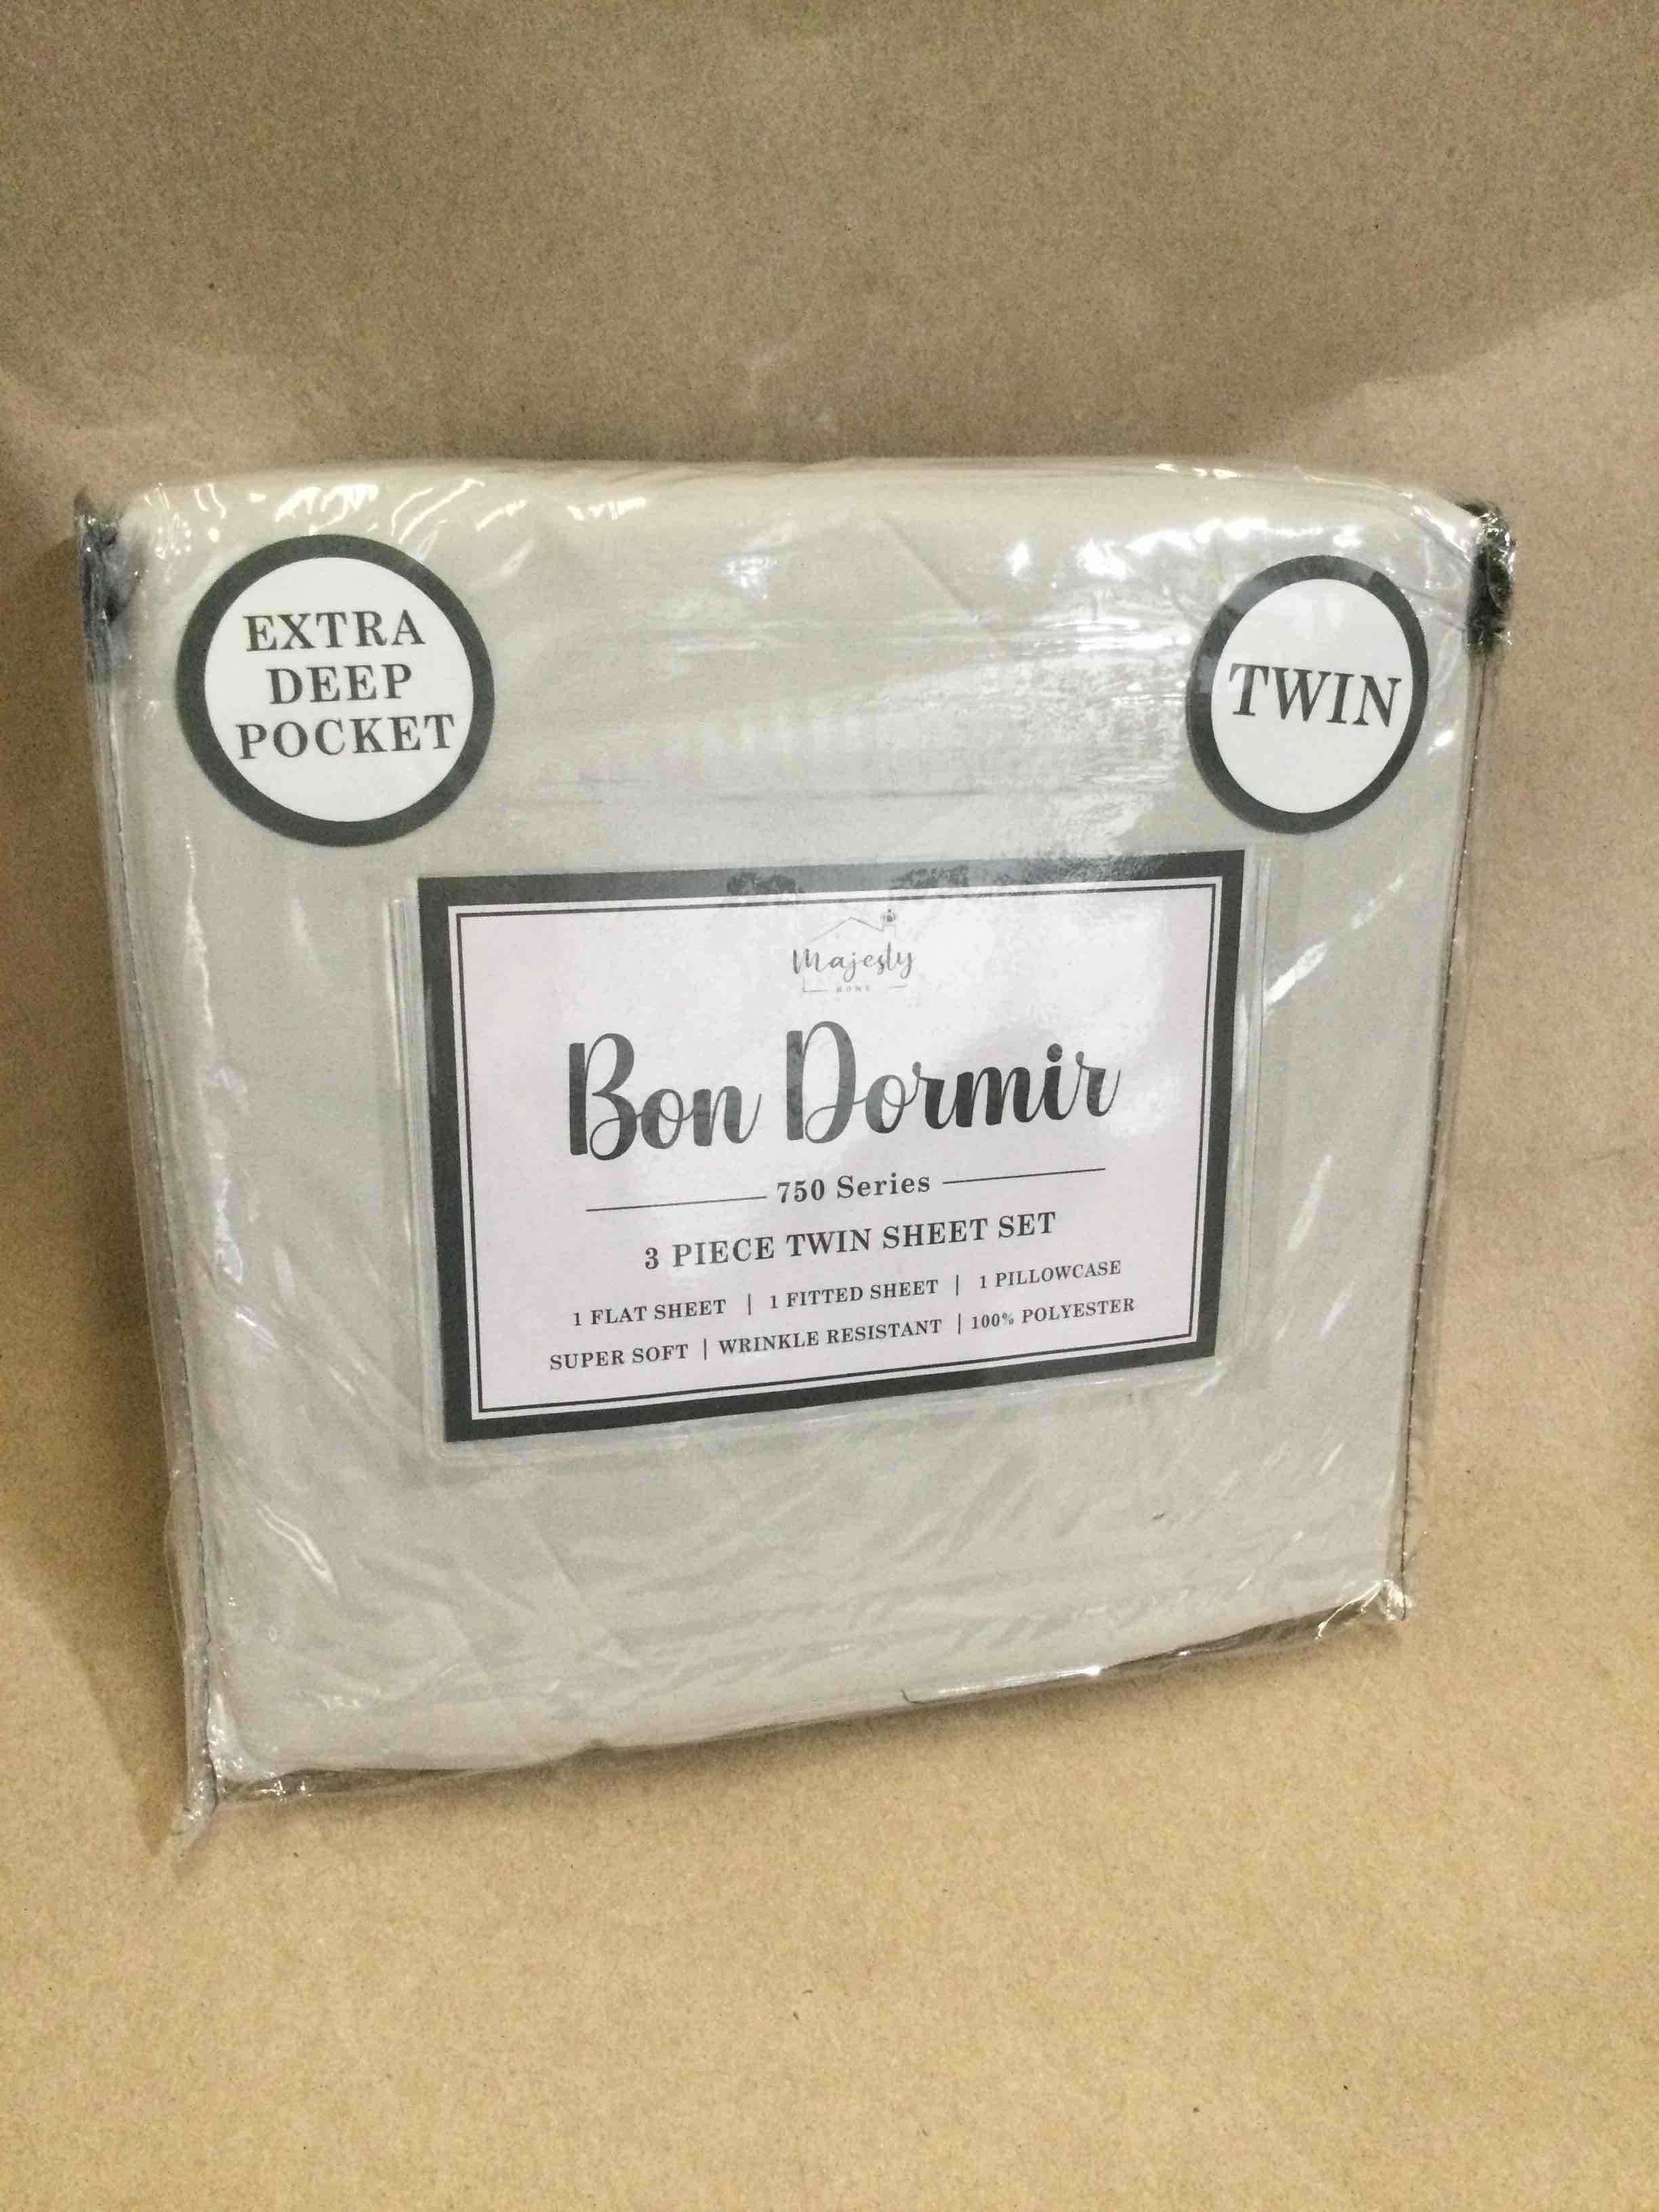 EXTRA
DEEP
POCKET
TWIN
Majesty
HOME
Bon Dormir
750 Series
3 PIECE TWIN SHEET SET
1 FLAT SHEET | 1 FITTED SHEET | 1 PILLOWCASE
SUPER SOFT | WRINKLE RESISTANT | 100% POLYESTER